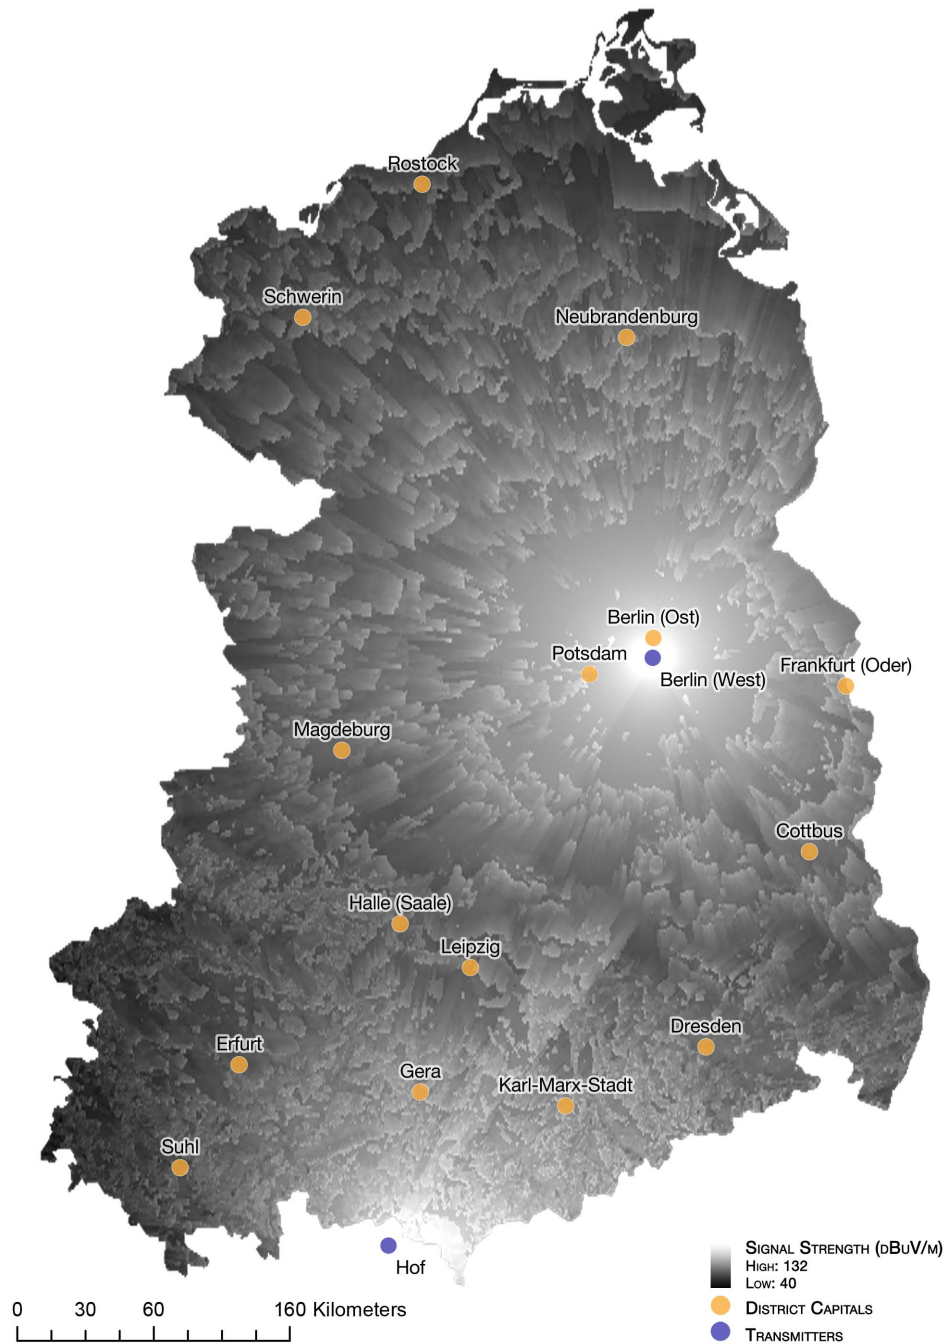 Rostock
Schwerin
Neubrandenburg
Berlin (Ost)
Potsdam
Frankfurt (Oder)
Berlin (West)
Magdeburg
Cottbus
Halle (Saale)
Leipzig
Dresden
Erfurt
Gera
Karl-Marx-Stadt
Suhl
Hof
Signal Strength (dBuV/m)
High: 132
Low: 40
District Capitals
Transmitters
0 30 60 160 Kilometers